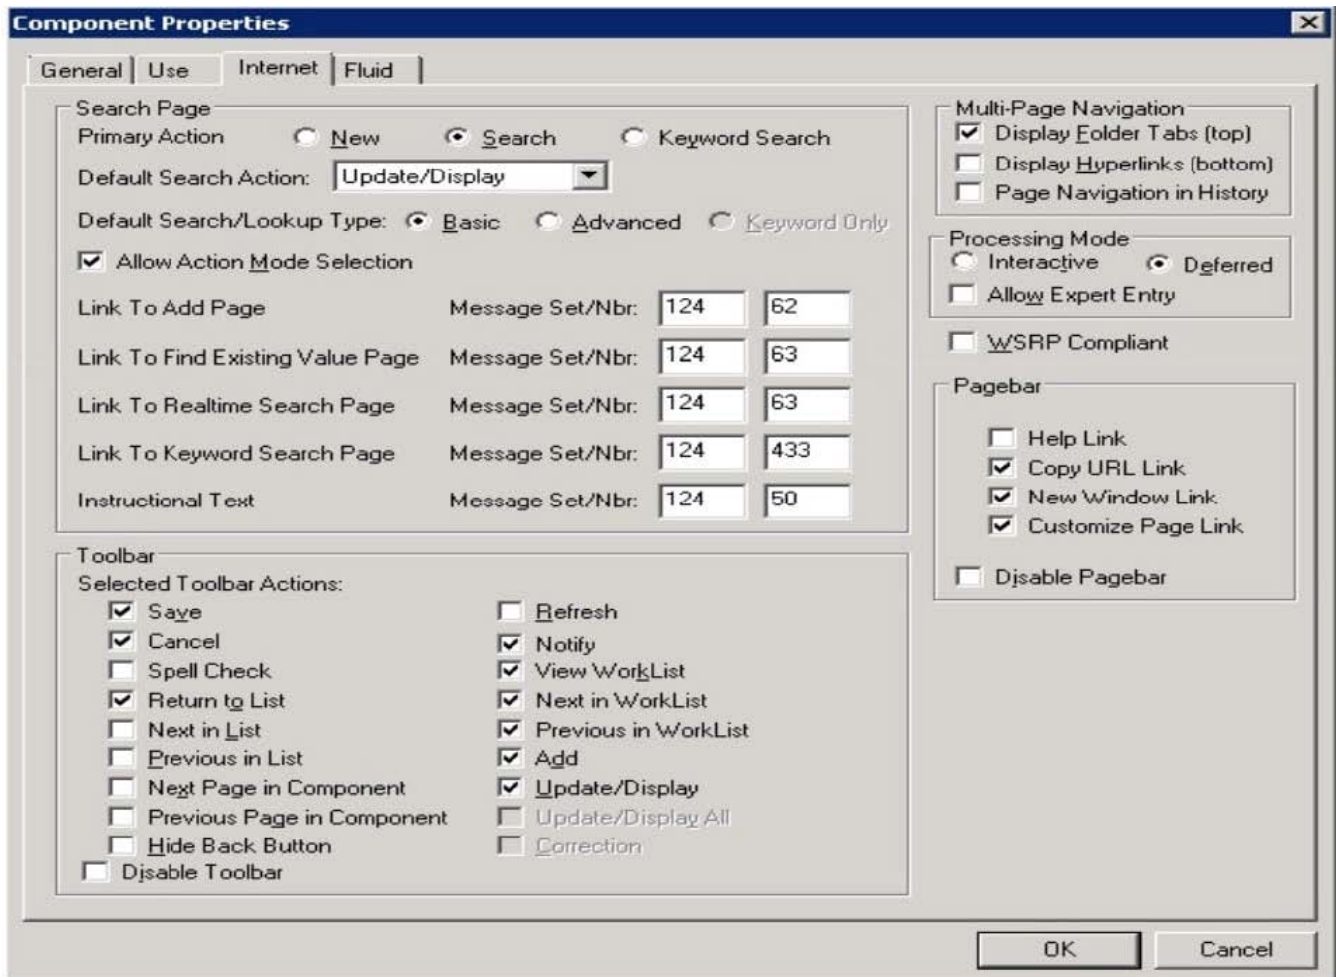 Component Properties
General Use Internet Fluid
Search Page
Primary Action New Search Keyword Search
Default Search Action: Update/Display
Default Search/Lookup Type: Basic Advanced Keyword Only
Allow Action Mode Selection
Link To Add Page Message Set/Nbr: 124 62
Link To Find Existing Value Page Message Set/Nbr: 124 63
Link To Realtime Search Page Message Set/Nbr: 124 63
Link To Keyword Search Page Message Set/Nbr: 124 433
Instructional Text Message Set/Nbr: 124 50
Toolbar
Selected Toolbar Actions:
Save Refresh
Cancel Notify
Spell Check View WorkList
Return to List Next in WorkList
Next in List Previous in WorkList
Previous in List Add
Next Page in Component Update/Display
Previous Page in Component Update/Display All
Hide Back Button Correction
Disable Toolbar
Multi-Page Navigation
Display Folder Tabs (top)
Display Hyperlinks (bottom)
Page Navigation in History
Processing Mode
Interactive Deferred
Allow Expert Entry
WSRP Compliant
Pagebar
Help Link
Copy URL Link
New Window Link
Customize Page Link
Disable Pagebar
OK Cancel